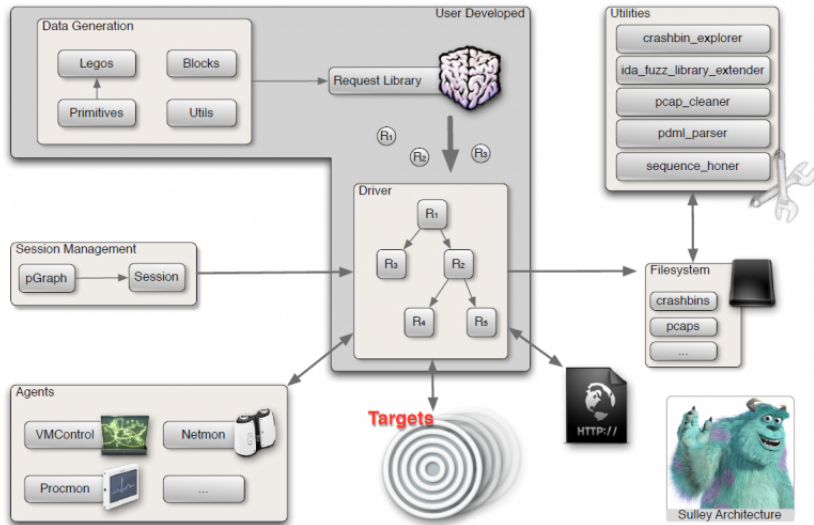 User Developed
Data Generation
Legos
Blocks
Primitives
Utils
Request Library
R1
R2
R3
Utilities
crashbin_explorer
ida_fuzz_library_extender
pcap_cleaner
pdml_parser
sequence_honer
Driver
R1
R3
R2
R4
R5
Session Management
pGraph
Session
Filesystem
crashbins
pcaps
...
Agents
VMControl
Netmon
Procmon
...
Targets
HTTP://
Sulley Architecture